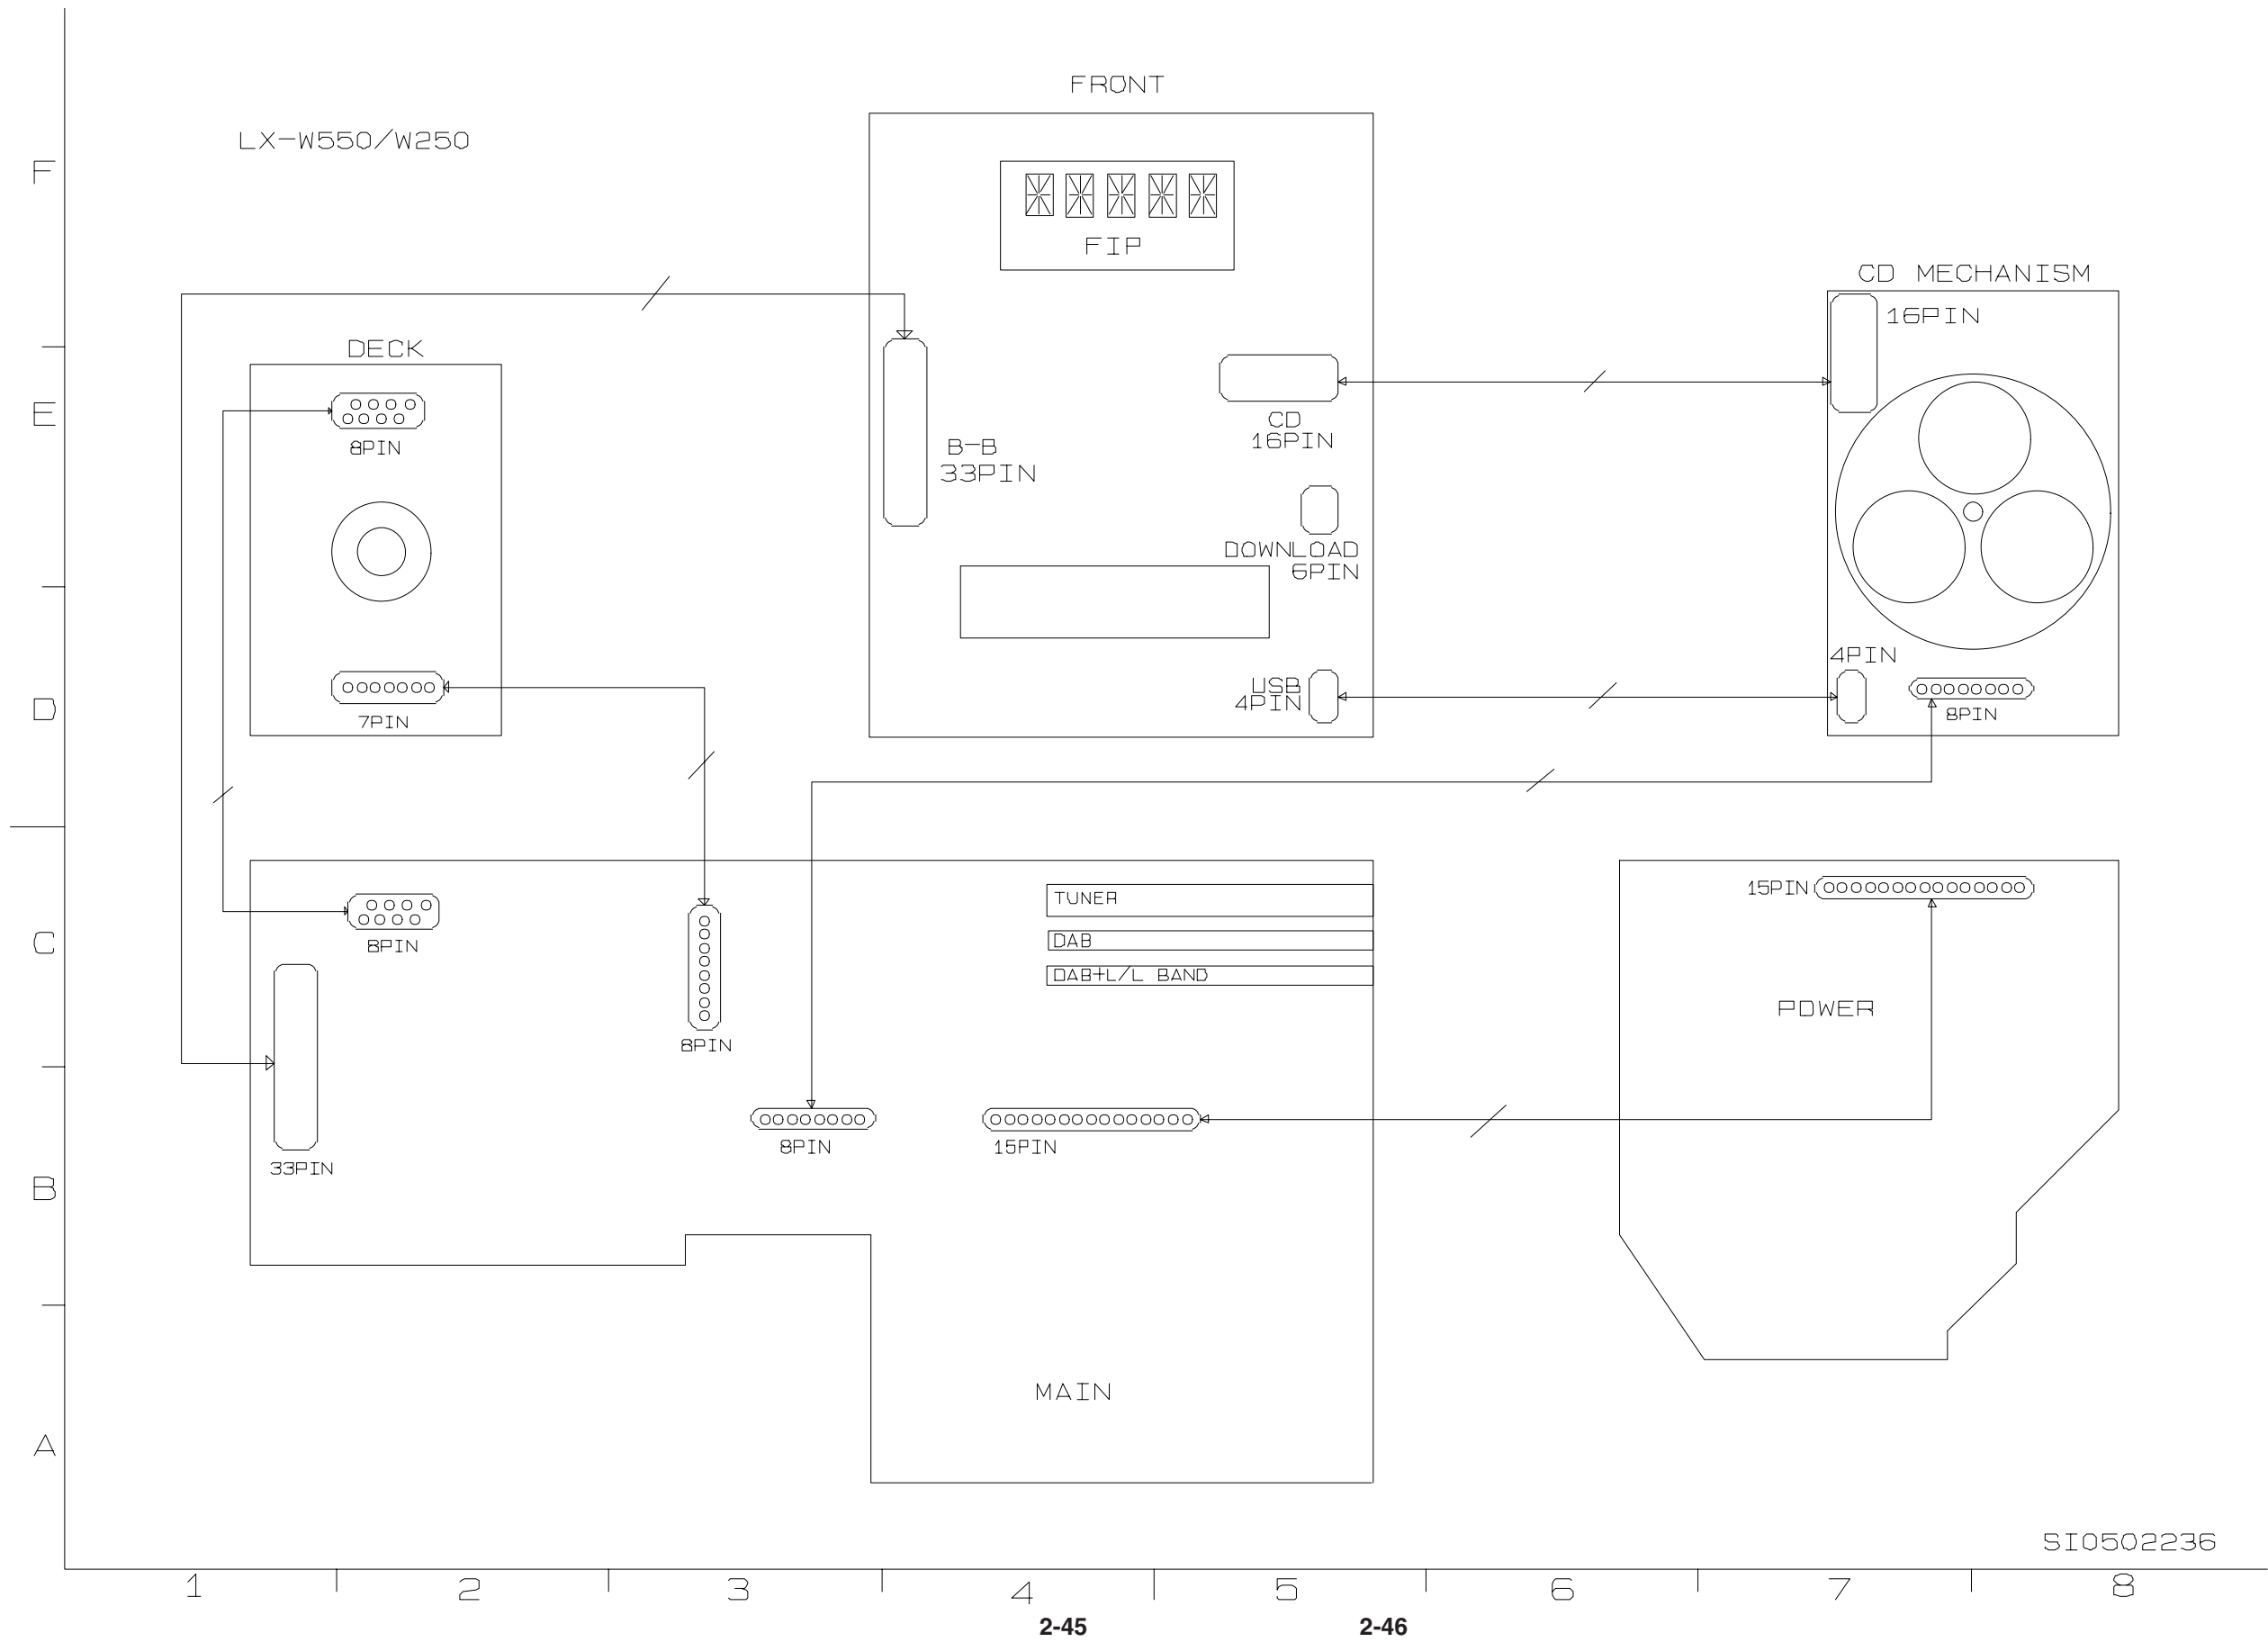 FRONT
LX-W550/W250
F
FIP
CD MECHANISM
16PIN
DECK
E
8PIN
CD
16PIN
B-B
33PIN
DOWNLOAD
6PIN
4PIN
USB
4PIN
D
7PIN
8PIN
TUNER
15PIN
C
DAB
8PIN
DAB+L/L BAND
POWER
8PIN
8PIN
15PIN
33PIN
B
MAIN
A
SI0502236
1
2
3
4
5
6
7
8
2-45
2-46